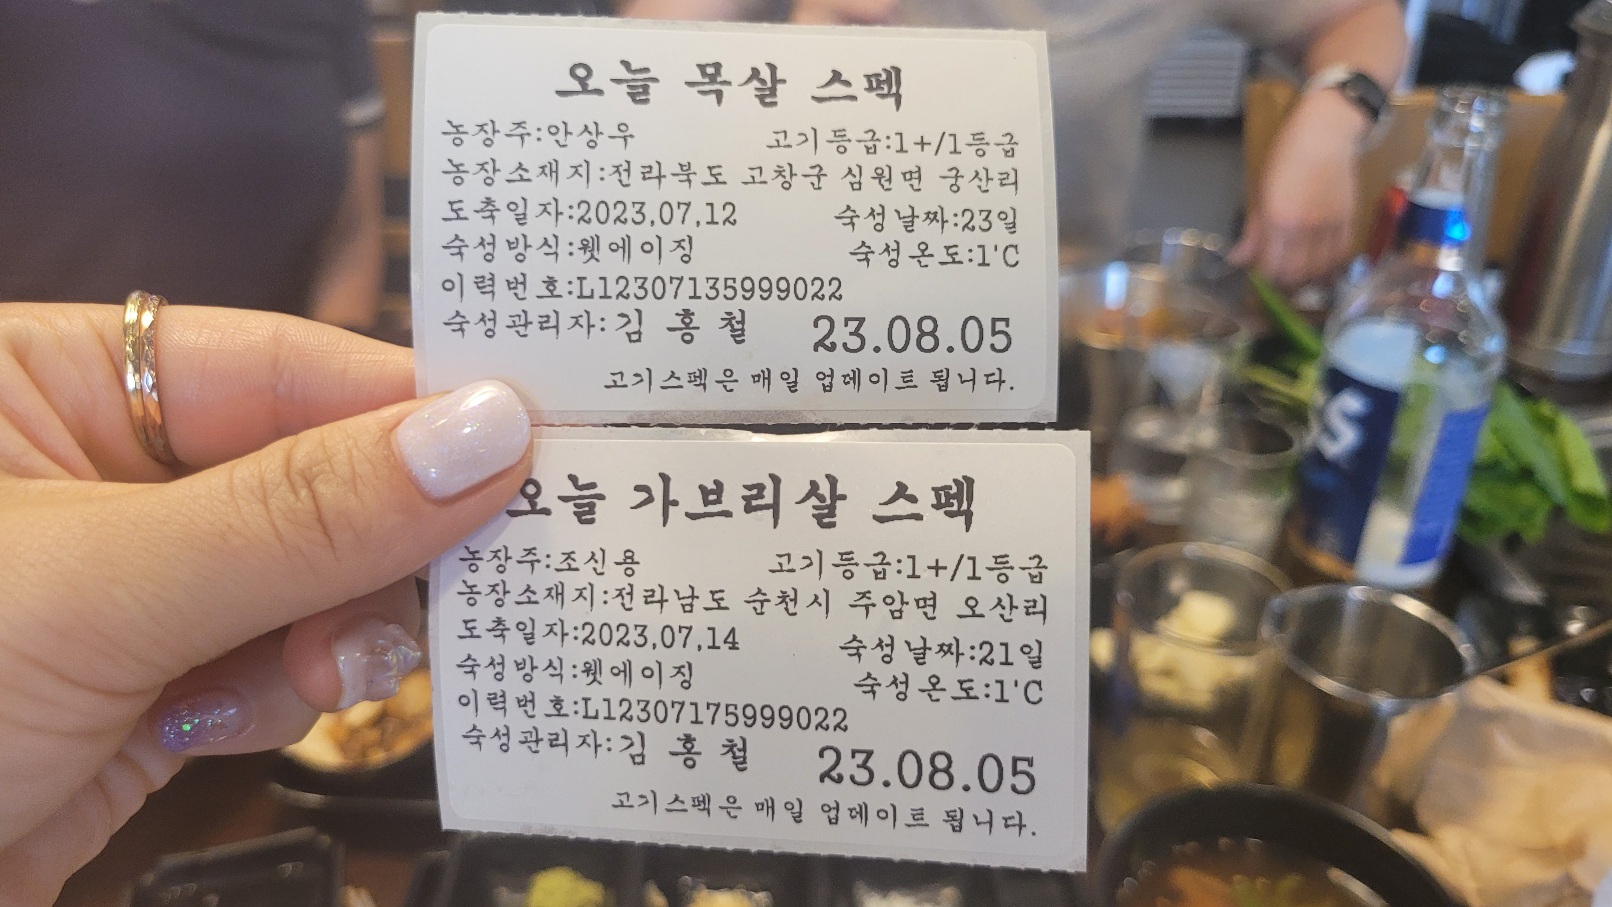 오늘 목살 스펙
농장주:안상우 고기등급:1+/1등급
농장소재지:전라북도 고창군 심원면 궁산리
도축일자:2023,07,12 숙성날짜:23일
숙성방식:웻에이징 숙성온도:1'C
이력번호:L12307135999022
숙성관리자:김 홍 철 23.08.05
고기스펙은 매일 업데이트 됩니다.
오늘 가브리살 스펙
농장주:조신용 고기등급:1+/1등급
농장소재지:전라남도 순천시 주암면 오산리
도축일자:2023,07,14 숙성날짜:21일
숙성방식:웻에이징 숙성온도:1'C
이력번호:L12307175999022
숙성관리자:김 홍 철 23.08.05
고기스펙은 매일 업데이트 됩니다.